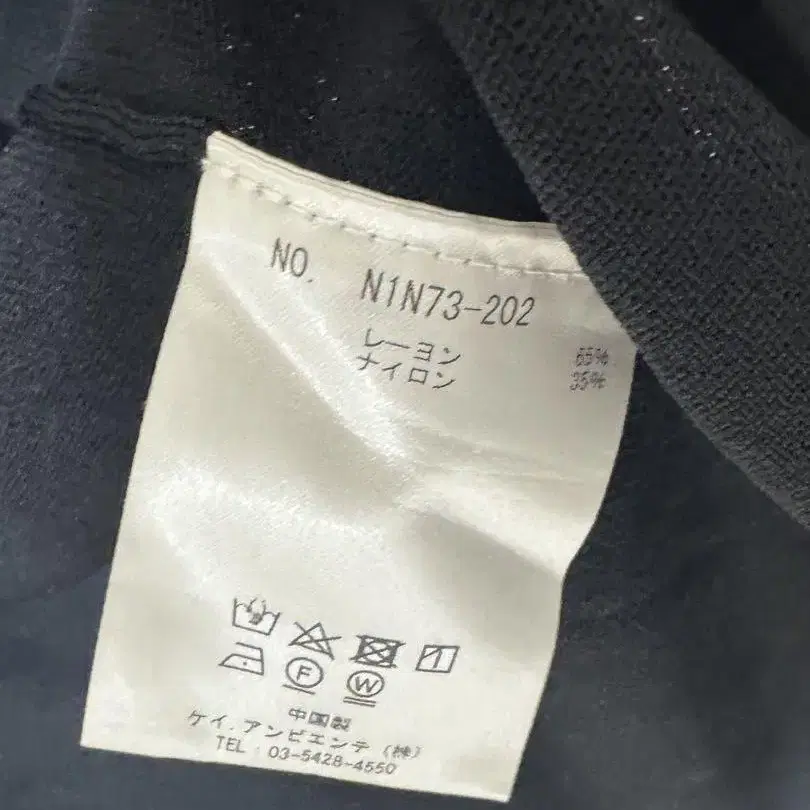 NO. N1N73-202
レーヨン 65%
ナイロン 35%
F W
中国製
ケイ.アンビエンテ(株)
TEL : 03-5428-4550